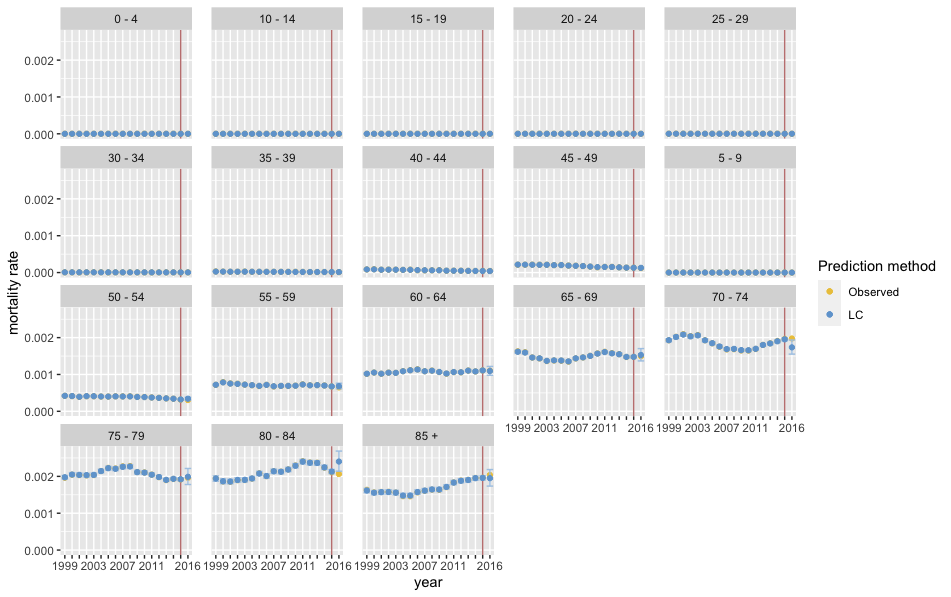 0 - 4
10 - 14
15 - 19
20 - 24
25 - 29
0.002
0.001
0.000
30 - 34
35 - 39
40 - 44
45 - 49
5 - 9
0.002
0.001
0.000
50 - 54
55 - 59
60 - 64
65 - 69
70 - 74
0.002
0.001
0.000
1999 2003 2007 2011 2016
1999 2003 2007 2011 2016
75 - 79
80 - 84
85 +
0.002
0.001
0.000
1999 2003 2007 2011 2016
1999 2003 2007 2011 2016
1999 2003 2007 2011 2016
year
mortality rate
Prediction method
Observed
LC